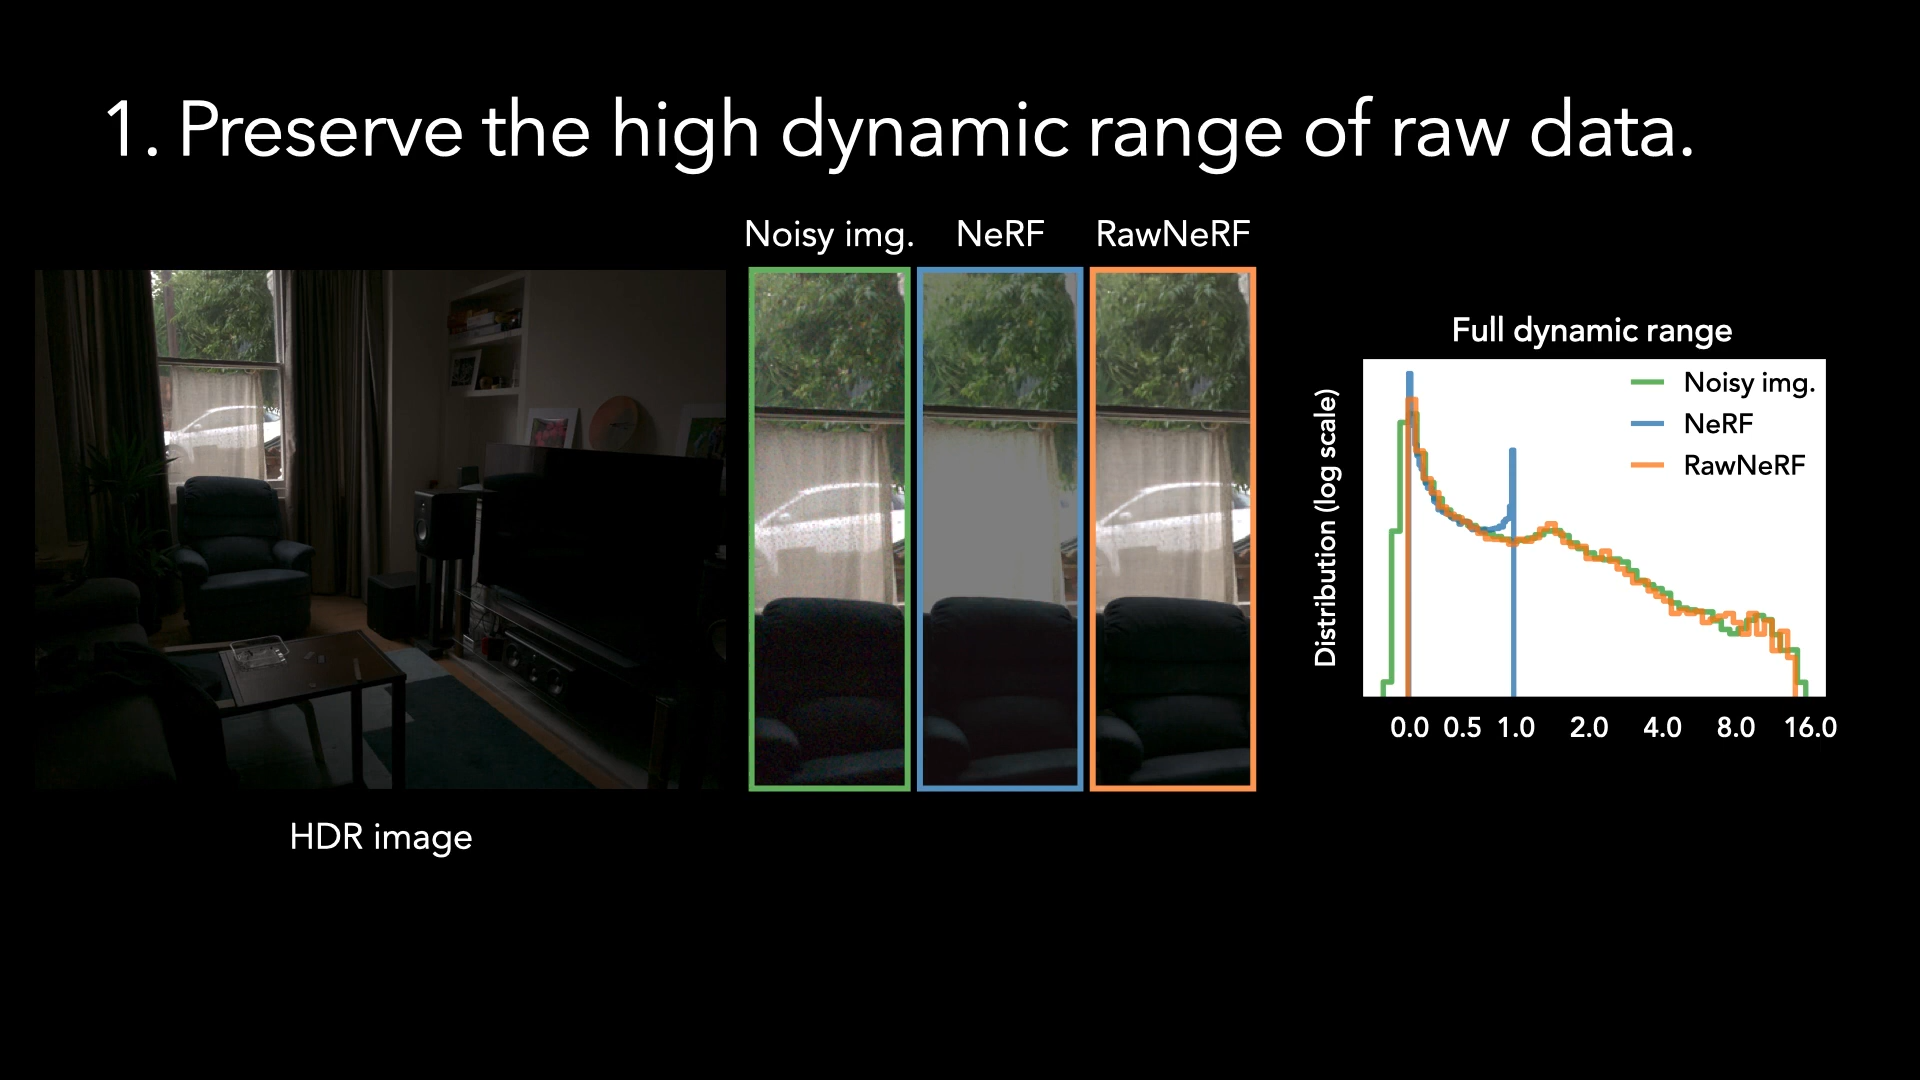 1. Preserve the high dynamic range of raw data.
Noisy img. NeRF RawNeRF
HDR image
Full dynamic range
Distribution (log scale)
Noisy img.
NeRF
RawNeRF
0.0 0.5 1.0 2.0 4.0 8.0 16.0